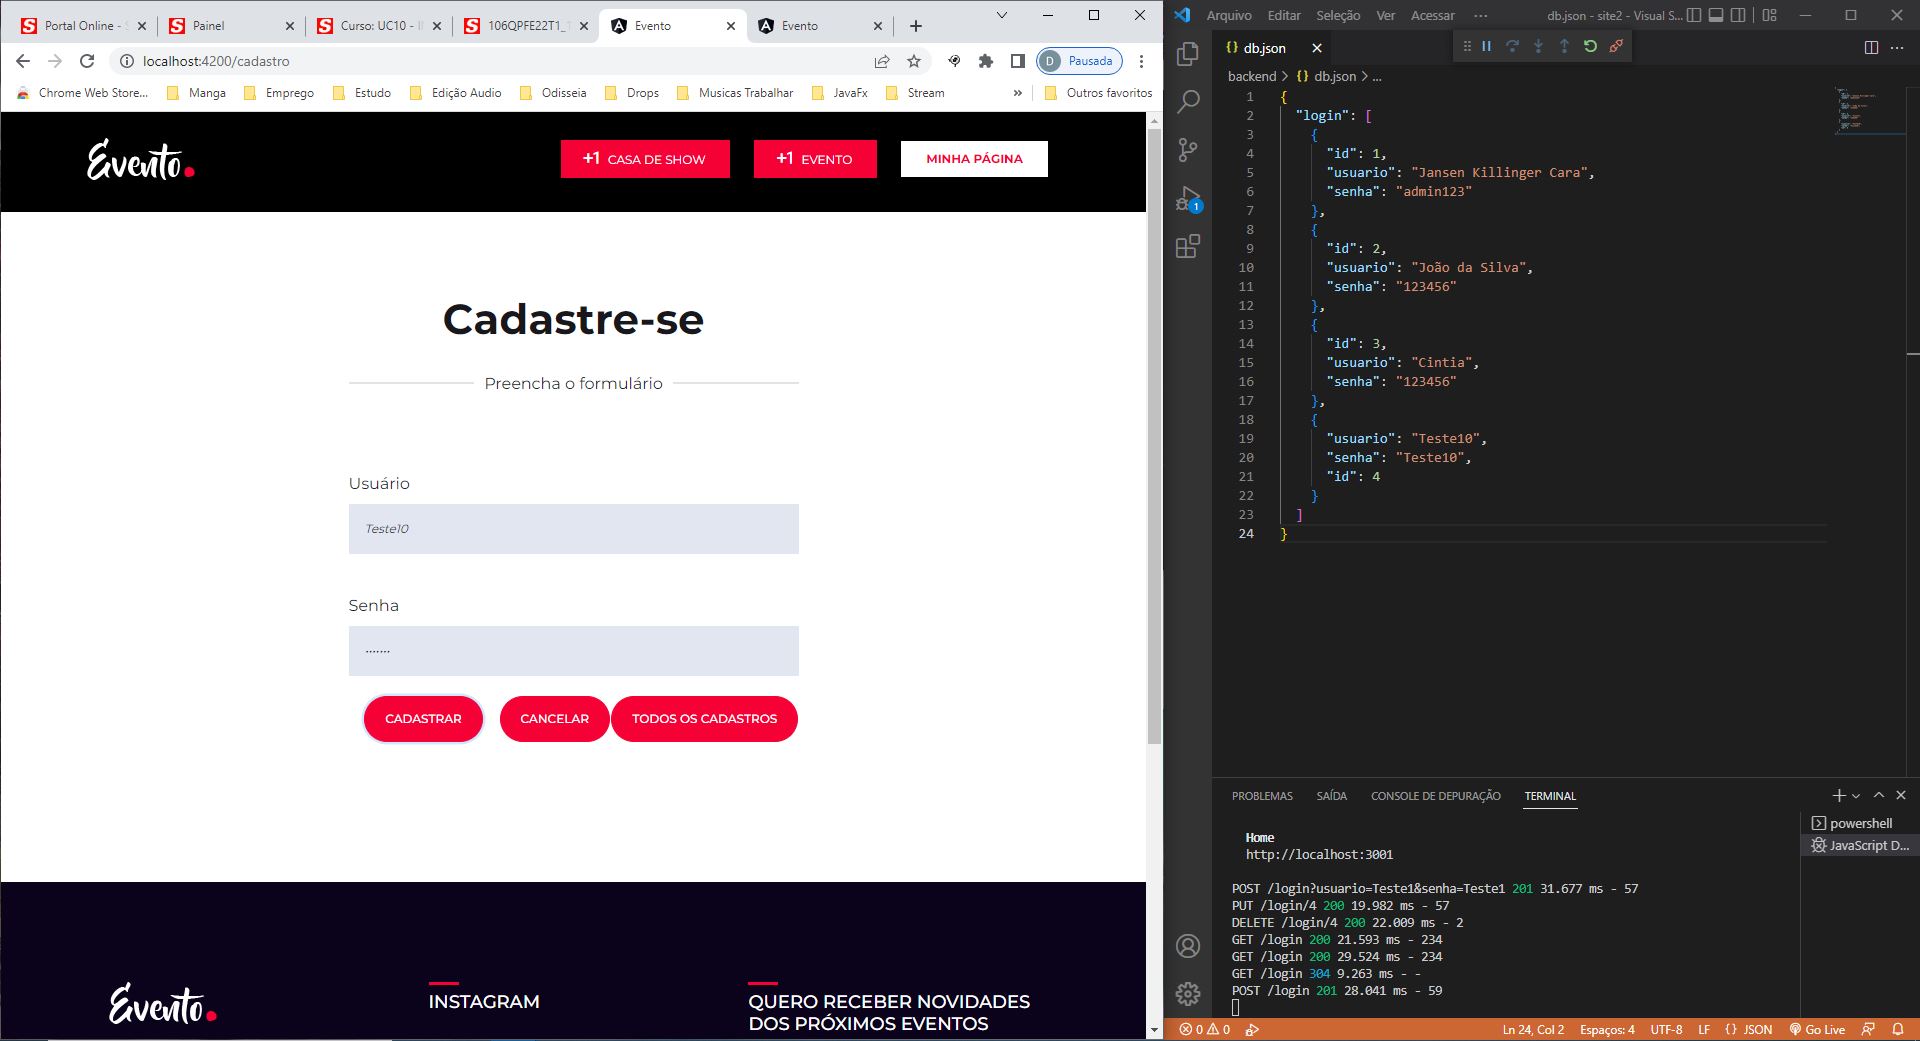 Portal Online - S
Painel
Curso: UC10 - I
106QPFE22T1_1
Evento
Evento
localhost:4200/cadastro
D Pausada
Chrome Web Store...
Manga
Emprego
Estudo
Edição Audio
Odisseia
Drops
Musicas Trabalhar
JavaFx
Stream
»
Outros favoritos
Evento.
+1 CASA DE SHOW
+1 EVENTO
MINHA PÁGINA
Cadastre-se
Preencha o formulário
Usuário
Teste10
Senha
.......
CADASTRAR
CANCELAR
TODOS OS CADASTROS
Evento.
INSTAGRAM
QUERO RECEBER NOVIDADES
DOS PRÓXIMOS EVENTOS
Arquivo Editar Seleção Ver Acessar ...
db.json - site2 - Visual S...
{} db.json
backend > {} db.json > ...
1 {
2 "login": [
3 {
4 "id": 1,
5 "usuario": "Jansen Killinger Cara",
6 "senha": "admin123"
7 },
8 {
9 "id": 2,
10 "usuario": "João da Silva",
11 "senha": "123456"
12 },
13 {
14 "id": 3,
15 "usuario": "Cintia",
16 "senha": "123456"
17 },
18 {
19 "usuario": "Teste10",
20 "senha": "Teste10",
21 "id": 4
22 }
23 ]
24 }
1
PROBLEMAS SAÍDA CONSOLE DE DEPURAÇÃO TERMINAL
powershell
JavaScript D...
Home
http://localhost:3001
POST /login?usuario=Teste1&senha=Teste1 201 31.677 ms - 57
PUT /login/4 200 19.982 ms - 57
DELETE /login/4 200 22.009 ms - 2
GET /login 200 21.593 ms - 234
GET /login 200 29.524 ms - 234
GET /login 304 9.263 ms - -
POST /login 201 28.041 ms - 59
0 0
Ln 24, Col 2 Espaços: 4 UTF-8 LF {} JSON Go Live